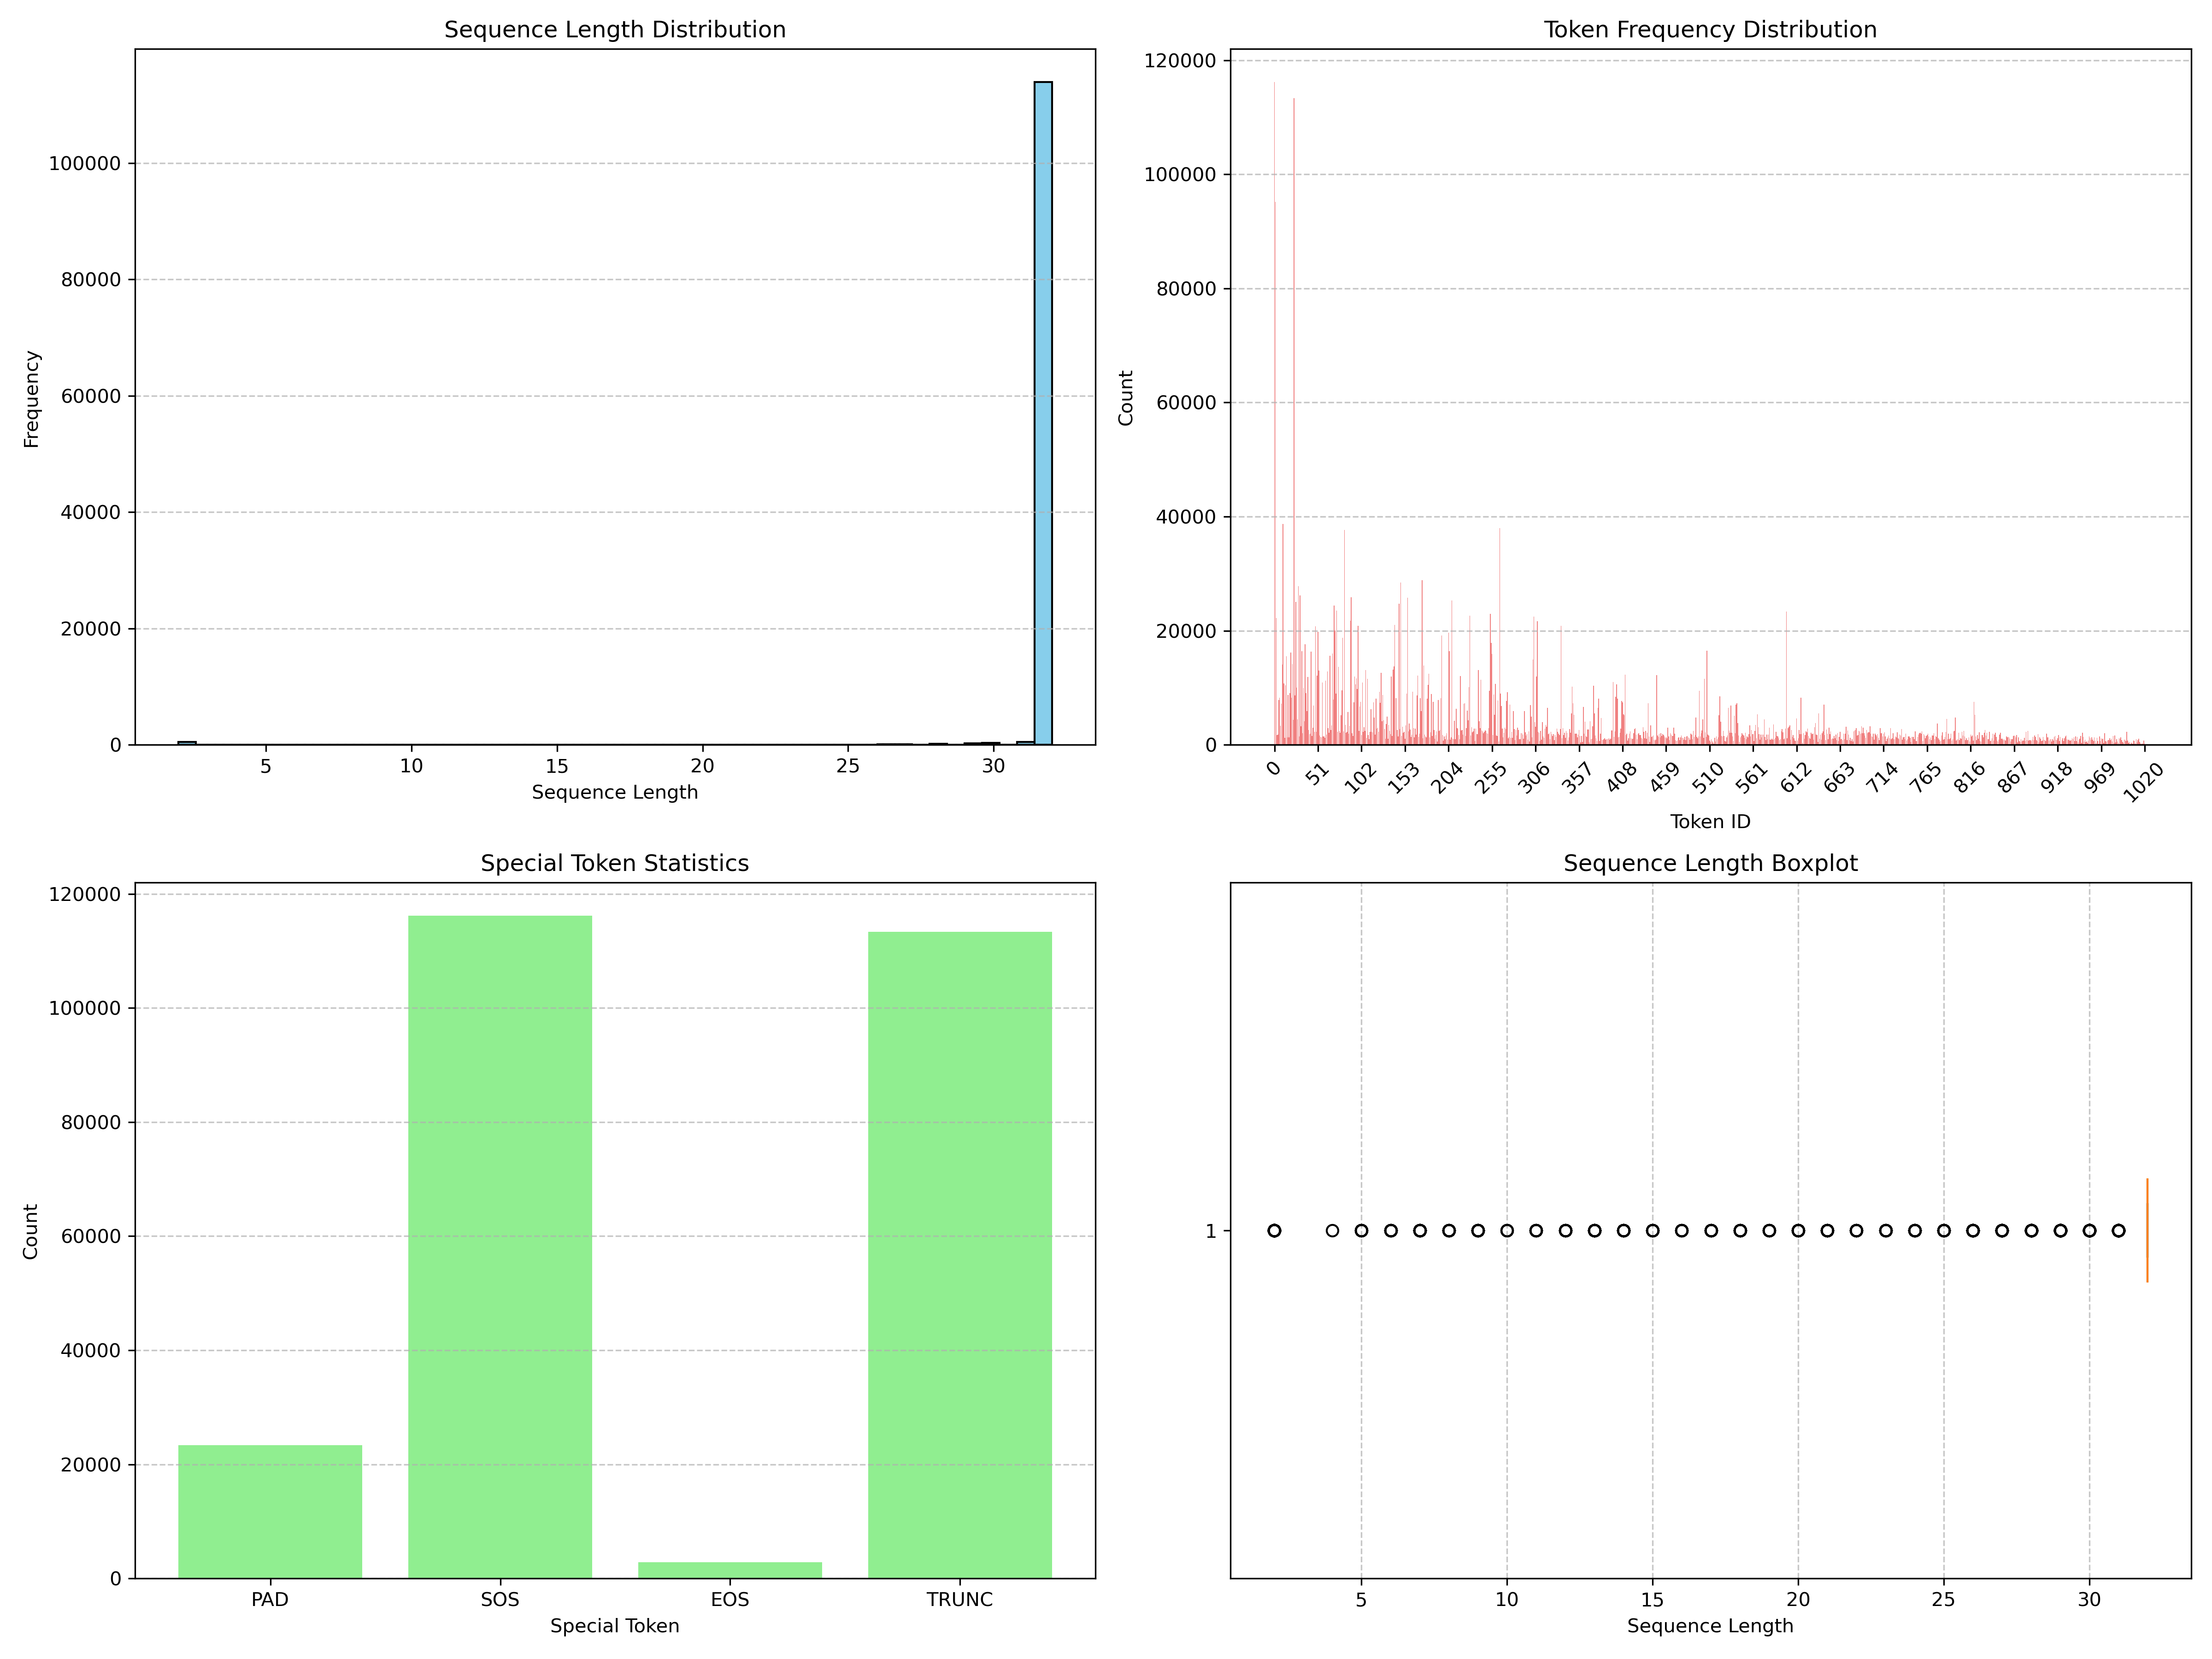 Sequence Length Distribution
Frequency
100000
80000
60000
40000
20000
0
5 10 15 20 25 30
Sequence Length
Token Frequency Distribution
Count
120000
100000
80000
60000
40000
20000
0
0 51 102 153 204 255 306 357 408 459 510 561 612 663 714 765 816 867 918 969 1020
Token ID
Special Token Statistics
Count
120000
100000
80000
60000
40000
20000
0
PAD SOS EOS TRUNC
Special Token
Sequence Length Boxplot
1
5 10 15 20 25 30
Sequence Length